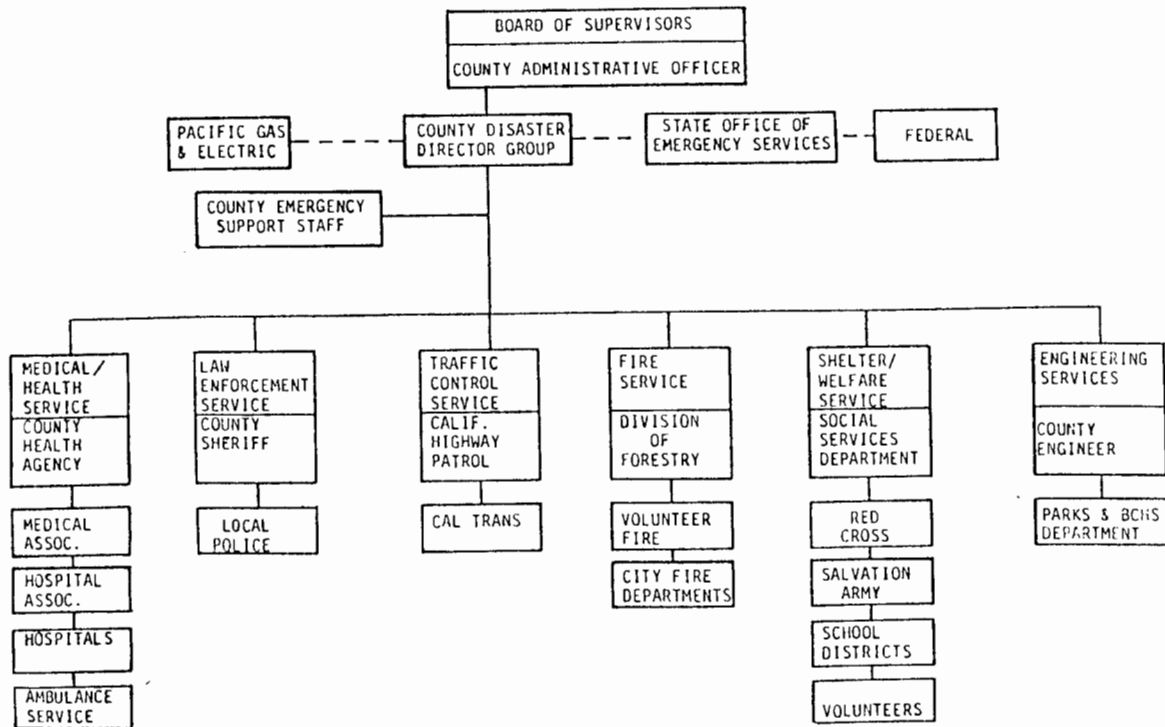 BOARD OF SUPERVISORS
COUNTY ADMINISTRATIVE OFFICER
PACIFIC GAS
& ELECTRIC
COUNTY DISASTER
DIRECTOR GROUP
STATE OFFICE OF
EMERGENCY SERVICES
FEDERAL
COUNTY EMERGENCY
SUPPORT STAFF
MEDICAL/
HEALTH
SERVICE
COUNTY
HEALTH
AGENCY
MEDICAL
ASSOC.
HOSPITAL
ASSOC.
HOSPITALS
AMBULANCE
SERVICE
LAW
ENFORCEMENT
SERVICE
COUNTY
SHERIFF
LOCAL
POLICE
TRAFFIC
CONTROL
SERVICE
CALIF.
HIGHWAY
PATROL
CAL TRANS
FIRE
SERVICE
DIVISION
OF
FORESTRY
VOLUNTEER
FIRE
CITY FIRE
DEPARTMENTS
SHELTER/
WELFARE
SERVICE
SOCIAL
SERVICES
DEPARTMENT
RED
CROSS
SALVATION
ARMY
SCHOOL
DISTRICTS
VOLUNTEERS
ENGINEERING
SERVICES
COUNTY
ENGINEER
PARKS & BCHS
DEPARTMENT